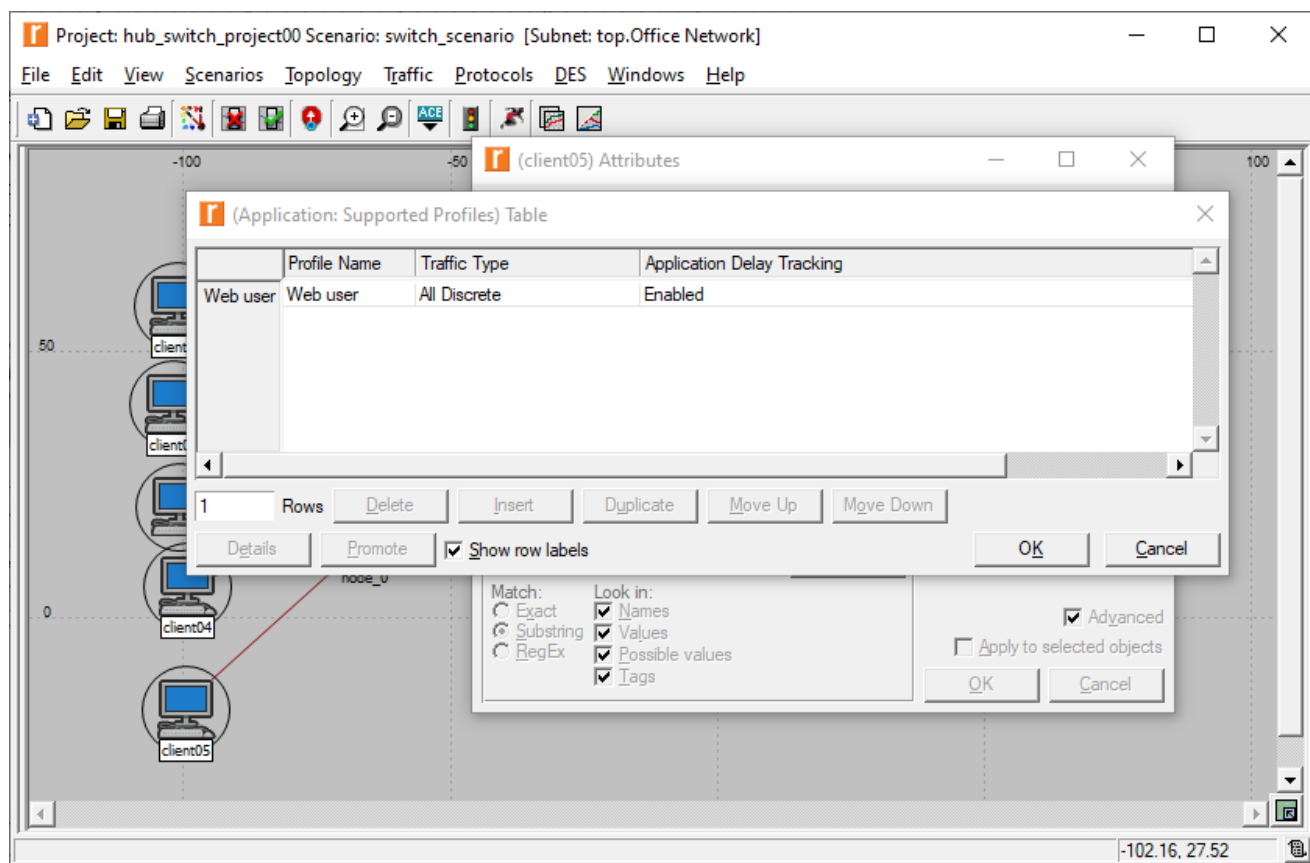 Project: hub_switch_project00 Scenario: switch_scenario [Subnet: top.Office Network]
File Edit View Scenarios Topology Traffic Protocols DES Windows Help
ACE
-100 -50 100
(client05) Attributes
(Application: Supported Profiles) Table
Profile Name Traffic Type Application Delay Tracking
Web user Web user All Discrete Enabled
50
client
client0
1 Rows Delete Insert Duplicate Move Up Move Down
Details Promote Show row labels OK Cancel
node_0
Match: Look in:
Exact Names
Substring Values
RegEx Possible values
Tags
Advanced
Apply to selected objects
OK Cancel
0
client04
client05
-102.16, 27.52